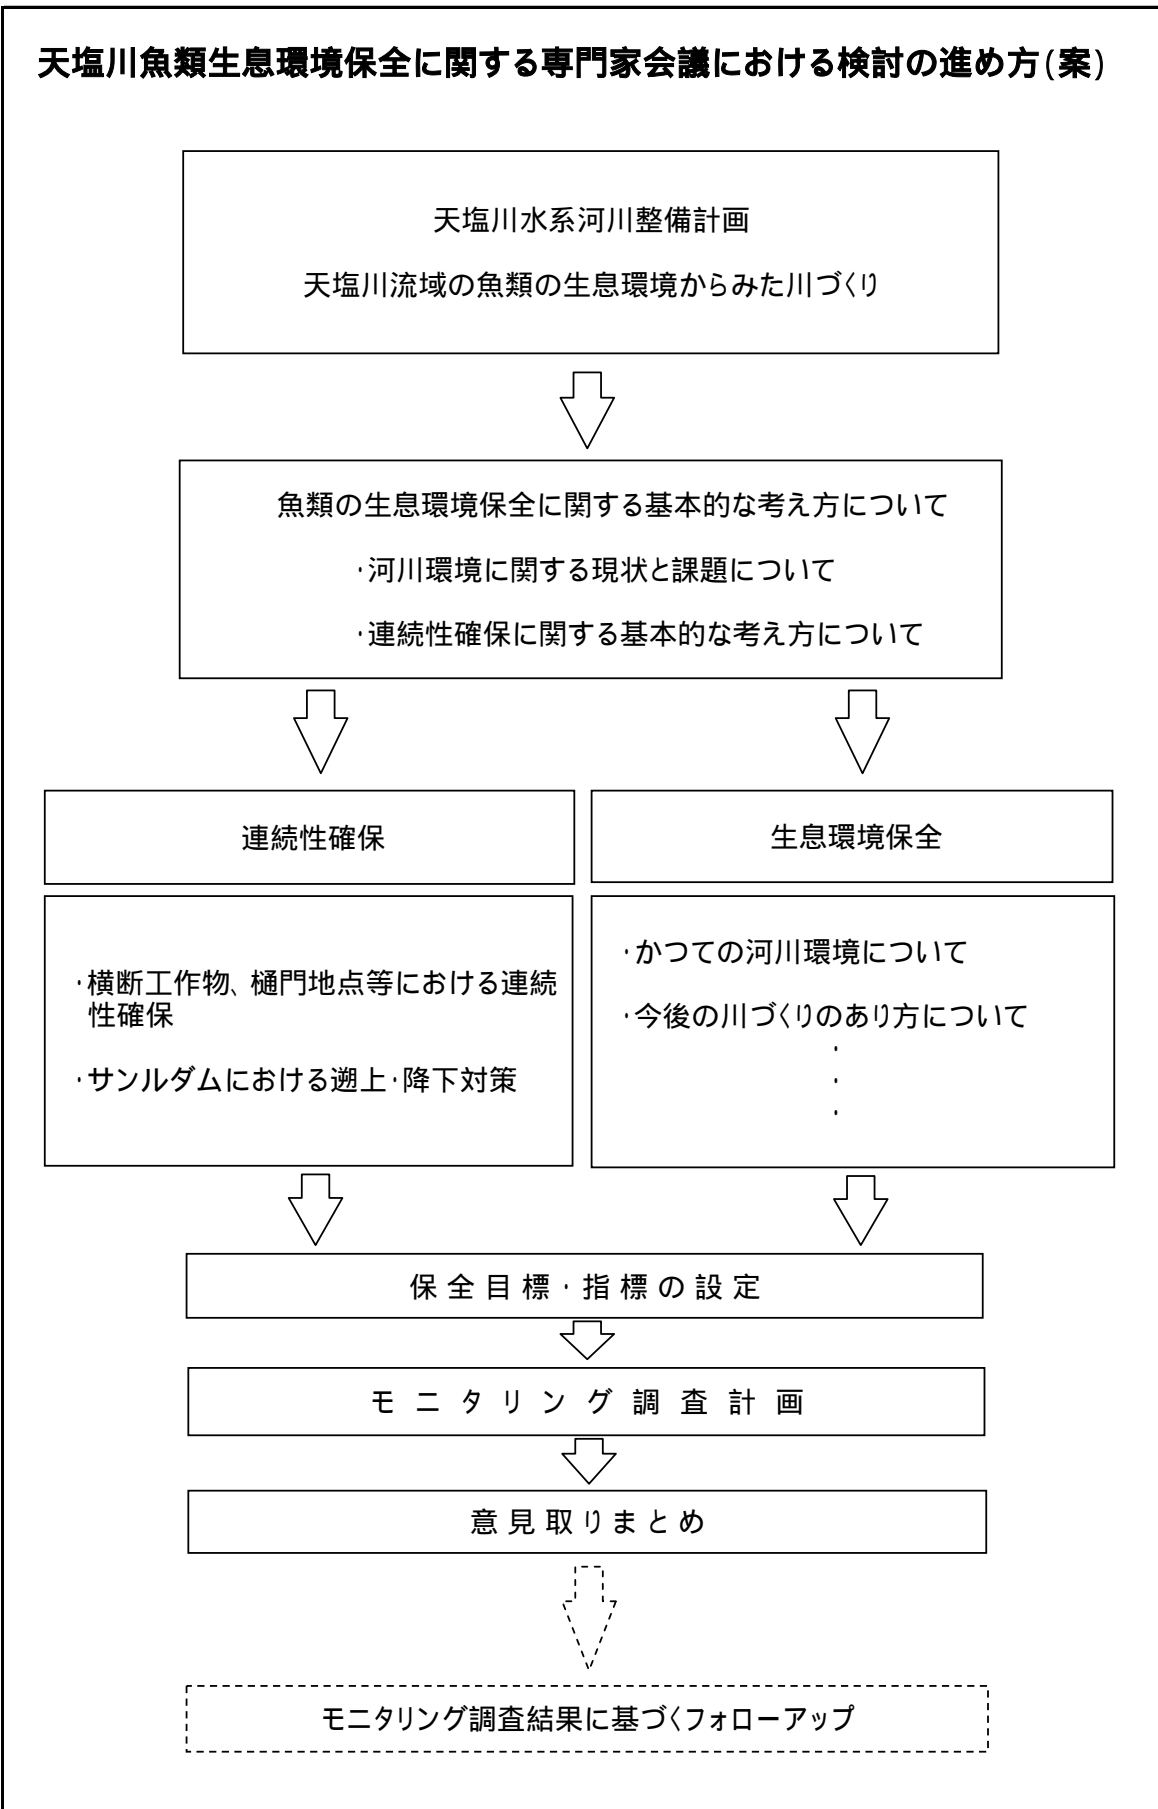 天塩川魚類生息環境保全に関する専門家会議における検討の進め方(案)
天塩川水系河川整備計画
天塩川流域の魚類の生息環境からみた川づくり
魚類の生息環境保全に関する基本的な考え方について
・河川環境に関する現状と課題について
・連続性確保に関する基本的な考え方について
連続性確保
・横断工作物、樋門地点等における連続
性確保
・サンルダムにおける遡上・降下対策
生息環境保全
・かつての河川環境について
・今後の川づくりのあり方について
・
・
・
保全目標・指標の設定
モニタリング調査計画
意見取りまとめ
モニタリング調査結果に基づくフォローアップ